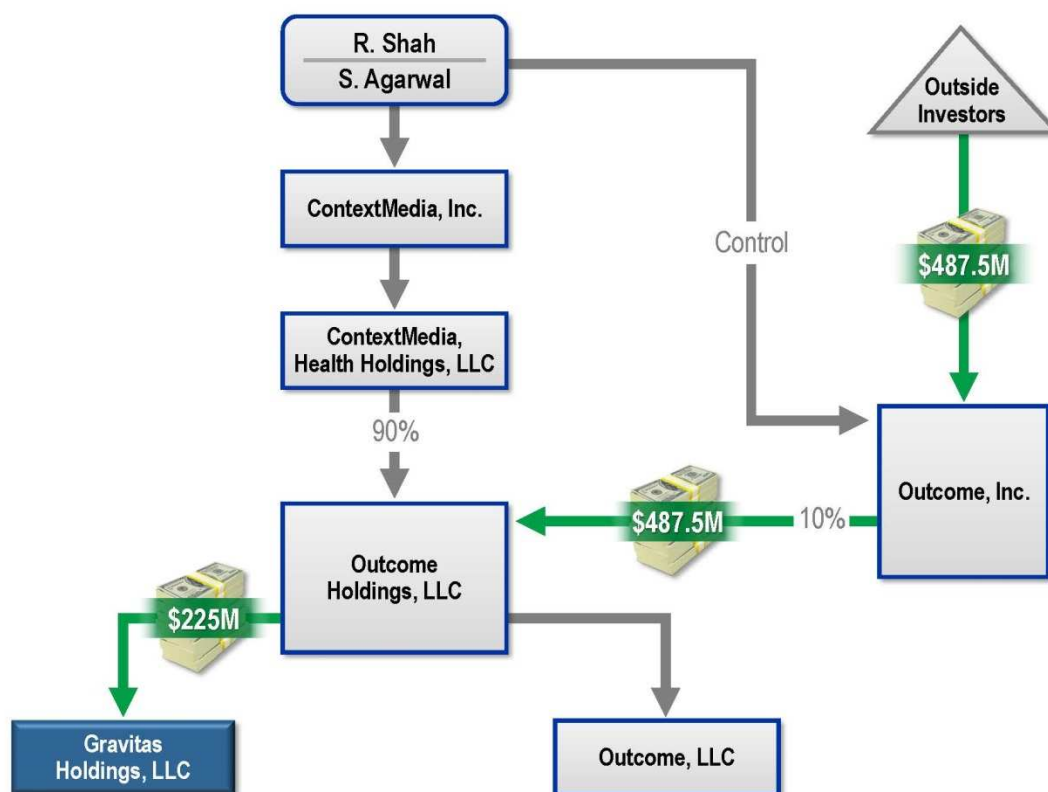 R. Shah
S. Agarwal
Outside
Investors
ContextMedia, Inc.
Control
$487.5M
ContextMedia,
Health Holdings, LLC
90%
Outcome, Inc.
$487.5M
10%
Outcome
Holdings, LLC
$225M
Gravitas
Holdings, LLC
Outcome, LLC